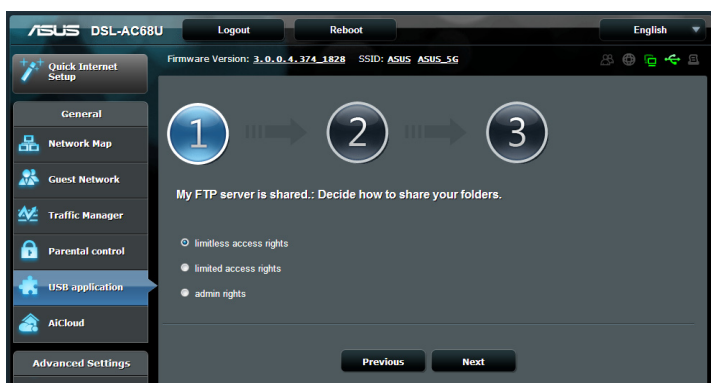 ASUS DSL-AC68U Logout Reboot English
Quick Internet Setup
Firmware Version: 3.0.0.4.374_1828 SSID: ASUS ASUS_5G
General
Network Map
Guest Network
Traffic Manager
Parental control
USB application
AiCloud
Advanced Settings
1 2 3
My FTP server is shared.: Decide how to share your folders.
limitless access rights
limited access rights
admin rights
Previous Next